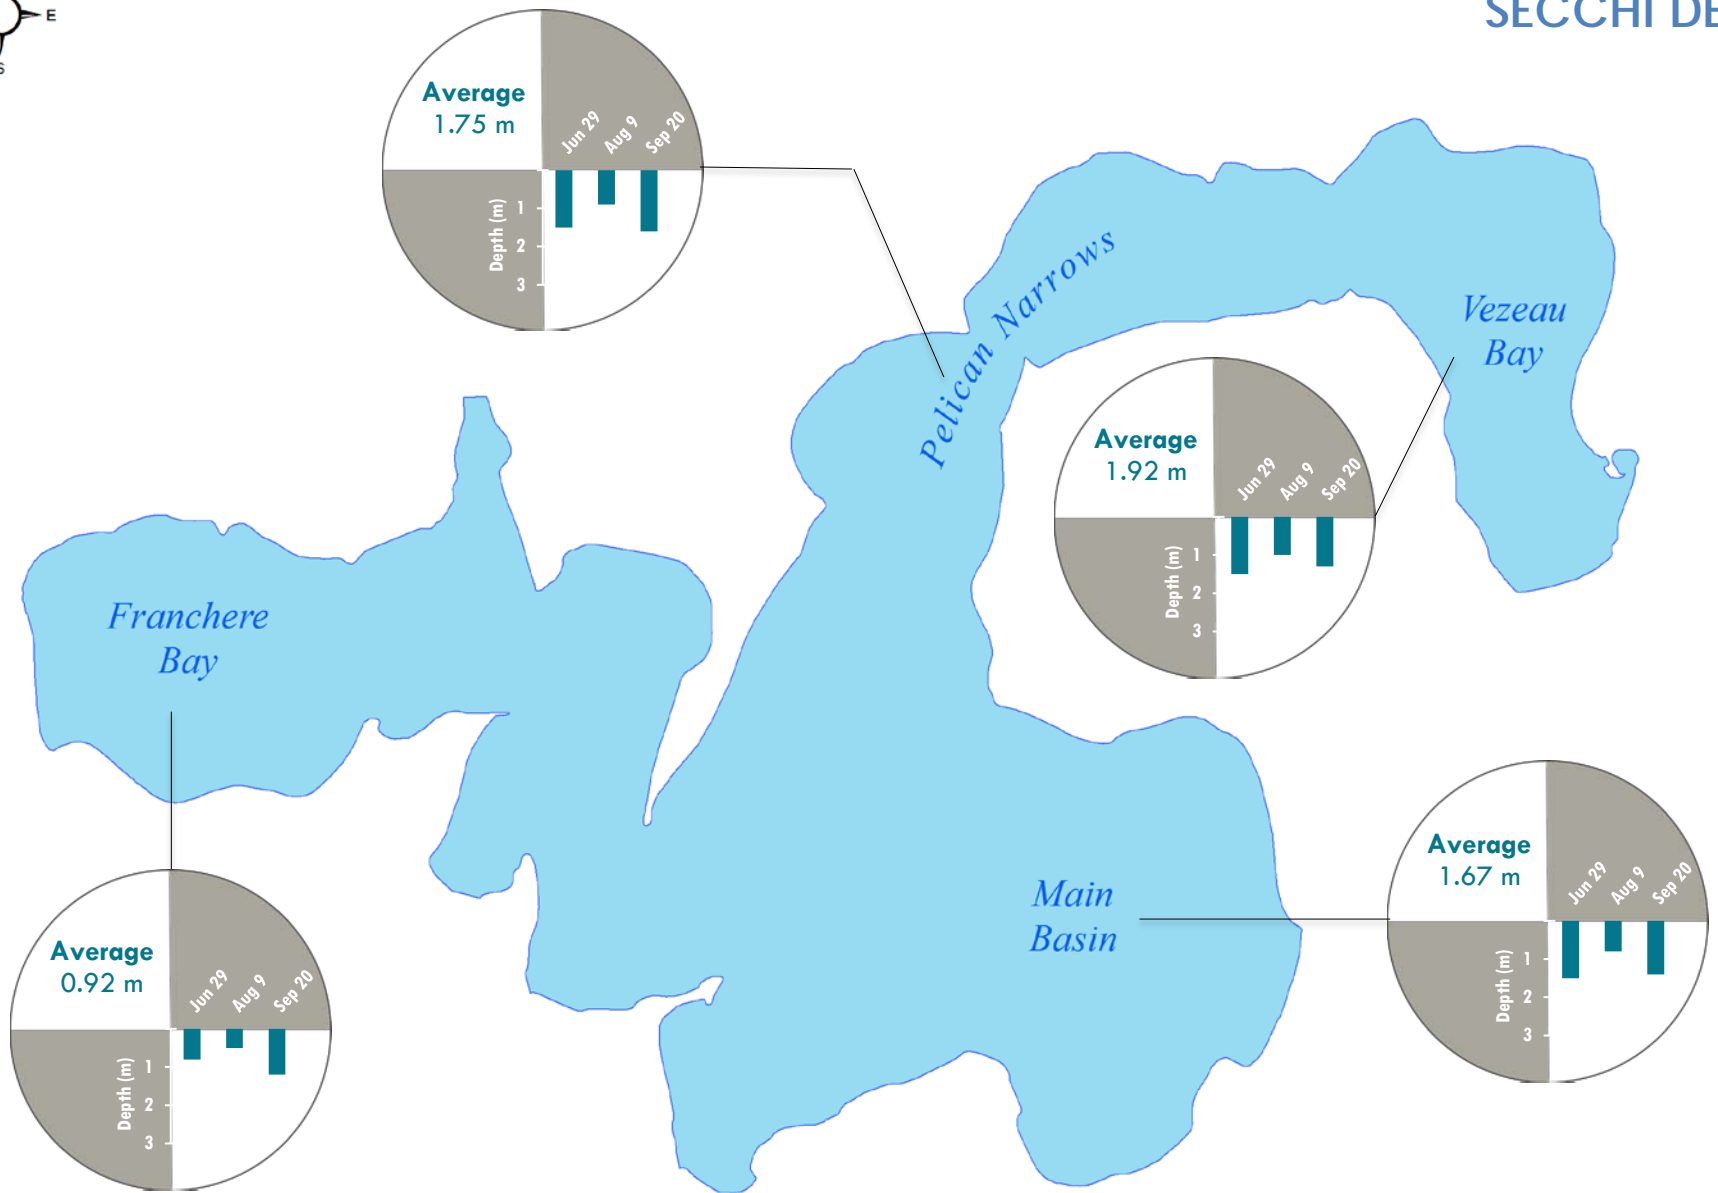 SECCHI DE
E
S
Average
1.75 m
Jun 29
Aug 9
Sep 20
Depth (m)
1
2
3
Pelican Narrows
Vezeau
Bay
Average
1.92 m
Jun 29
Aug 9
Sep 20
Depth (m)
1
2
3
Franchere
Bay
Average
0.92 m
Jun 29
Aug 9
Sep 20
Depth (m)
1
2
3
Main
Basin
Average
1.67 m
Jun 29
Aug 9
Sep 20
Depth (m)
1
2
3